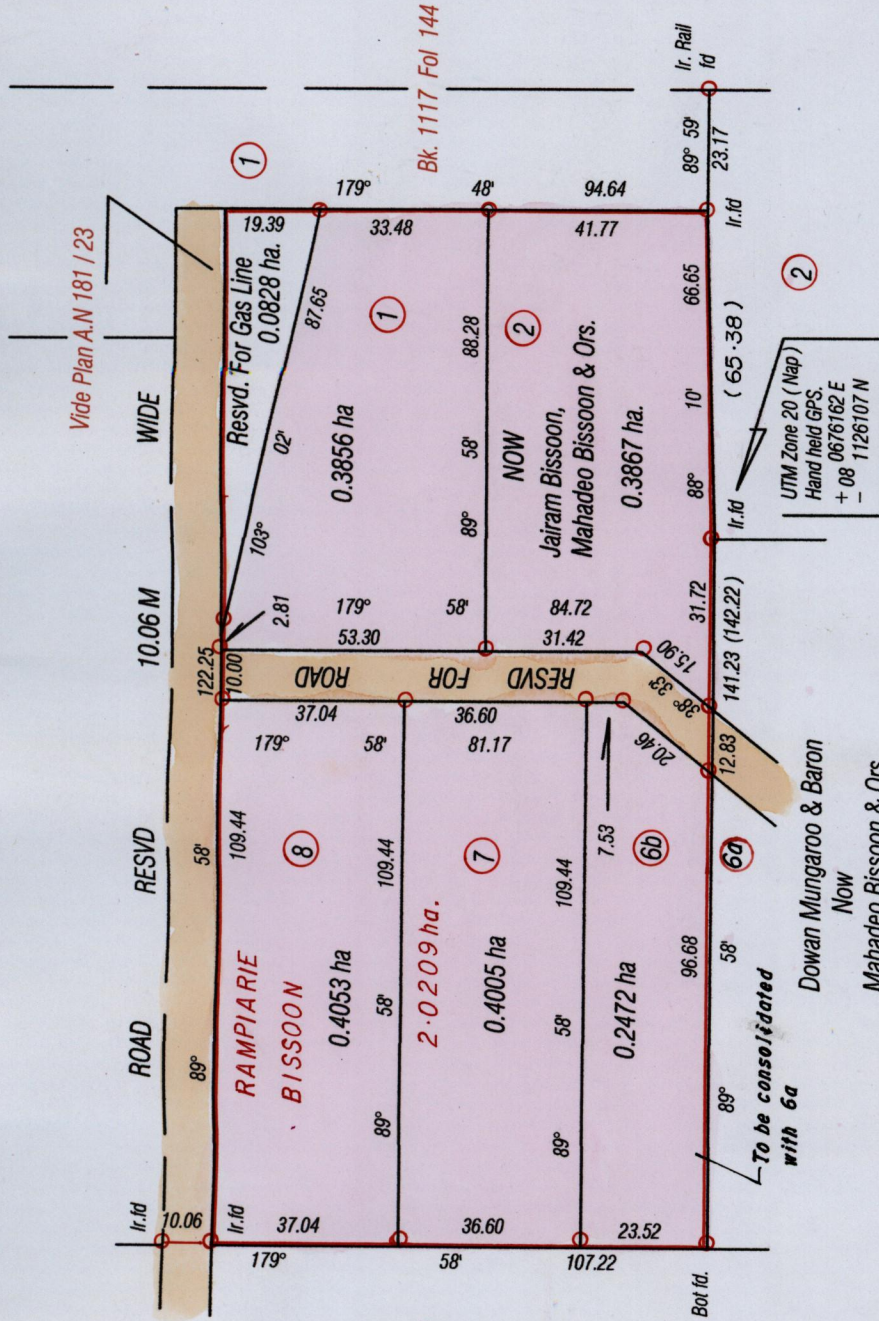 Vide Plan A.N 181 / 23
ROAD RESVD 10.06 M WIDE
Ir.fd
10.06
Ir.fd
89° 58' 122.25
109.44
10.00
2.81
19.39
Resvd. For Gas Line
0.0828 ha.
1
179° 48' 94.64
33.48
41.77
Bk. 1117 Fol 144
103° 02' 87.65
1
0.3856 ha
89° 58' 88.28
2
NOW
Jairam Bissoon,
Mahadeo Bissoon & Ors.
0.3867 ha.
179° 58' 84.72
53.30
31.42
15.90
38° 33'
ROAD FOR RESVD
37.04
36.60
179° 58' 81.17
7.53
20.46
RAMPIARIE
BISSOON
8
0.4053 ha
89° 58' 109.44
7
2.0209 ha.
0.4005 ha
89° 58' 109.44
6b
0.2472 ha
179° 58' 107.22
37.04
36.60
23.52
Bot fd.
96.68
89° 58'
6a
To be consolidated
with 6a
12.83
141.23 (142.22)
31.72
Ir.fd
88° 10' 66.65
(65.38)
Ir.fd
89° 59'
23.17
Ir. Rail
fd
2
UTM Zone 20 (Nap)
Hand held GPS.
+ 08 0676162 E
– 1126107 N
Dowan Mungaroo & Baron
Now
Mahadeo Bissoon & Ors